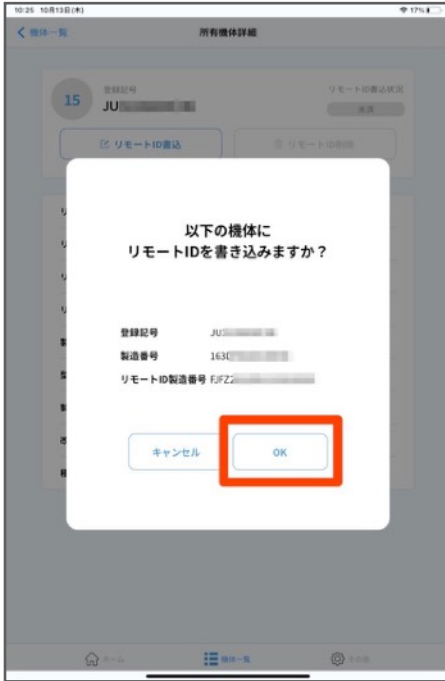 10:25 10月13日(木)
17%
機体一覧
所有機体詳細
15
登録記号
リモートID書込状況
JU
リモートID書込
リモートID削除
以下の機体に
リモートIDを書き込みますか？
登録記号 JU
製造番号 163
リモートID製造番号 FJFZ
キャンセル
OK
ホーム
機体一覧
その他